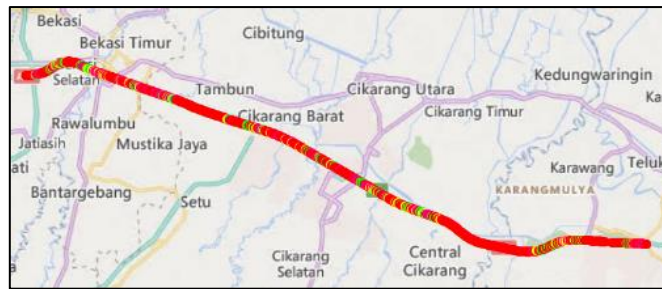 Bekasi
Bekasi Timur
Cibitung
Selatan
Kedungwaringin
Tambun
Cikarang Utara
Cikarang Barat
Cikarang Timur
Rawalumbu
Jatiasih
Mustika Jaya
Karawang
Teluk
Bantargebang
Setu
KARANGMULYA
Cikarang
Selatan
Central
Cikarang